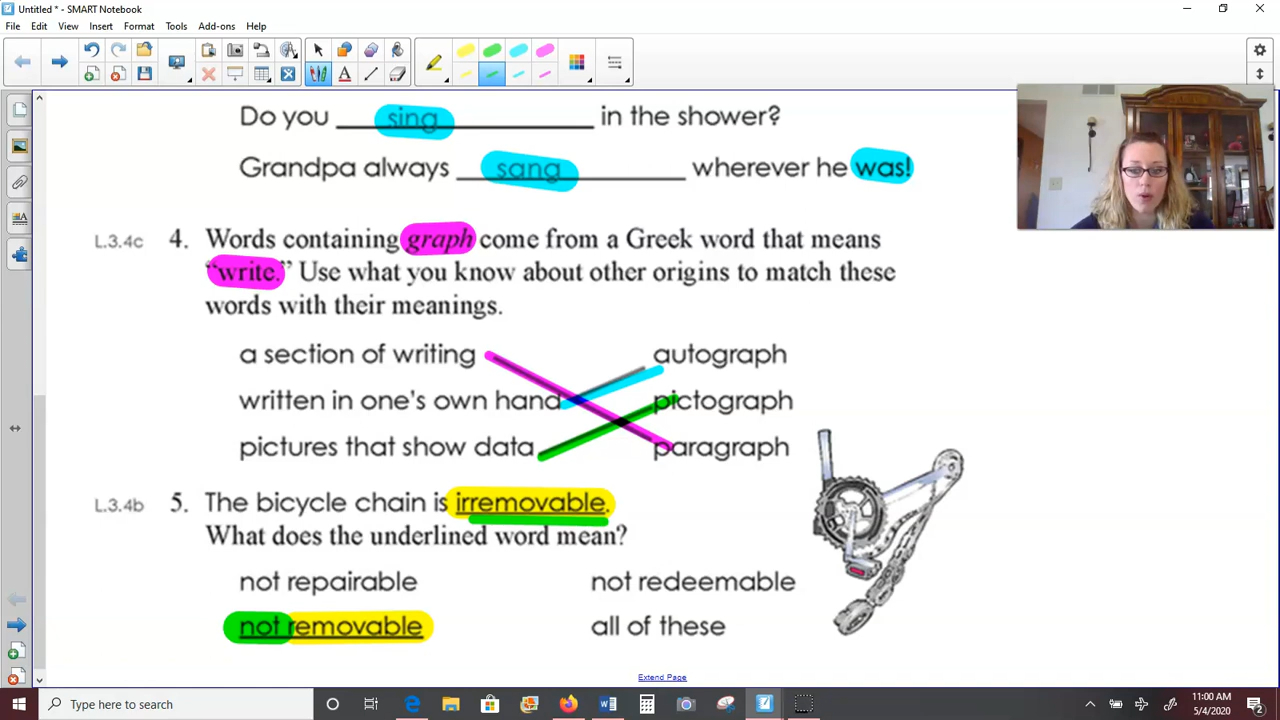 Untitled * - SMART Notebook
File Edit View Insert Format Tools Add-ons Help
Do you sing in the shower?
Grandpa always sang wherever he was!
L.3.4c 4. Words containing graph come from a Greek word that means
"write." Use what you know about other origins to match these
words with their meanings.
a section of writing autograph
written in one's own hand pictograph
pictures that show data paragraph
L.3.4b 5. The bicycle chain is irremovable.
What does the underlined word mean?
not repairable not redeemable
not removable all of these
Extend Page
Type here to search
11:00 AM
5/4/2020
2